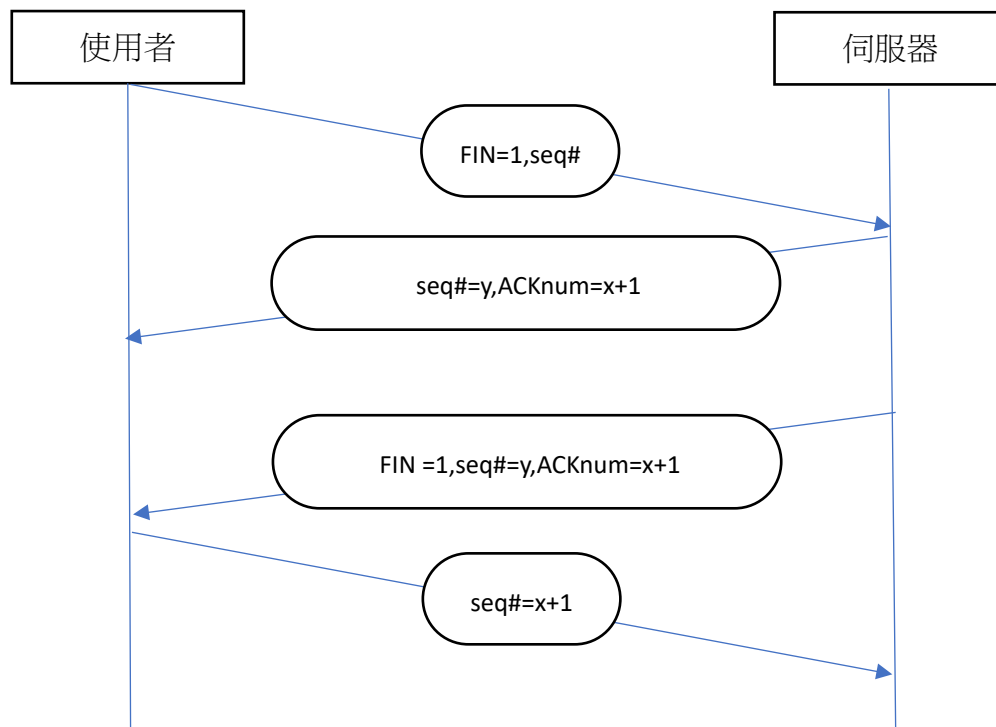 使用者
伺服器
FIN=1,seq#
seq#=y,ACKnum=x+1
FIN =1,seq#=y,ACKnum=x+1
seq#=x+1